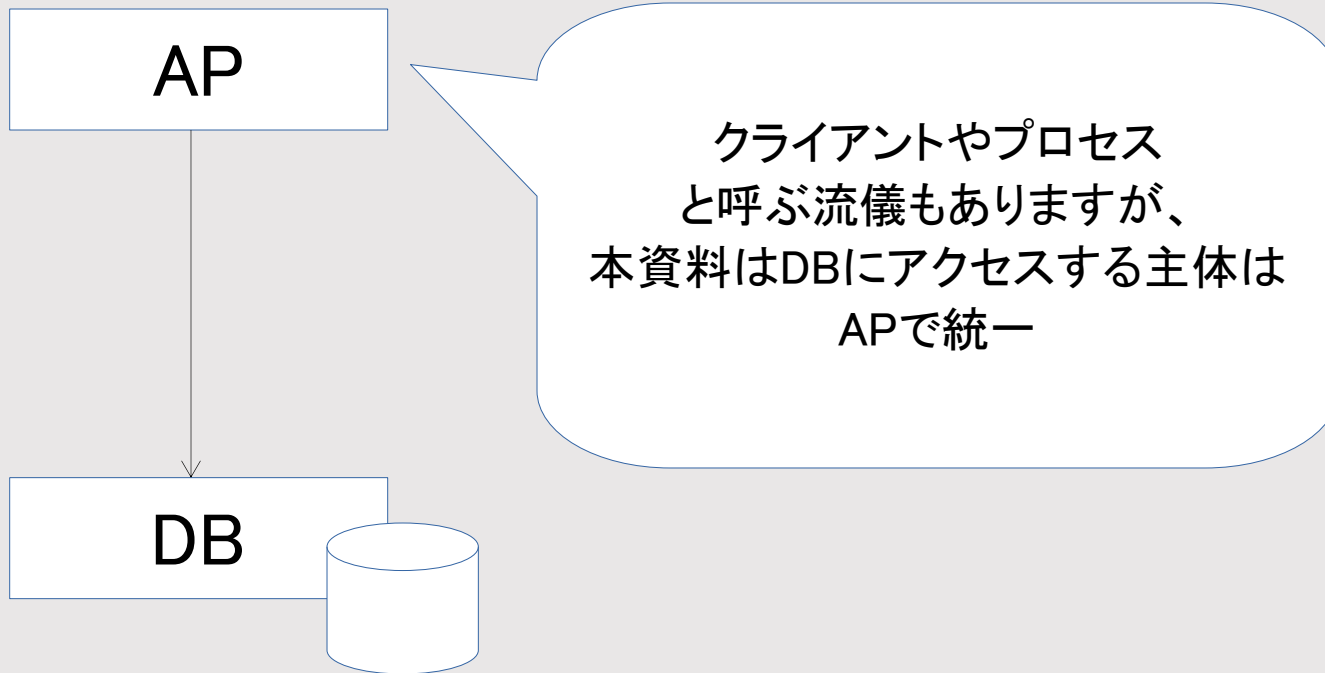 AP
クライアントやプロセス
と呼ぶ流儀もありますが、
本資料はDBにアクセスする主体は
APで統一
DB